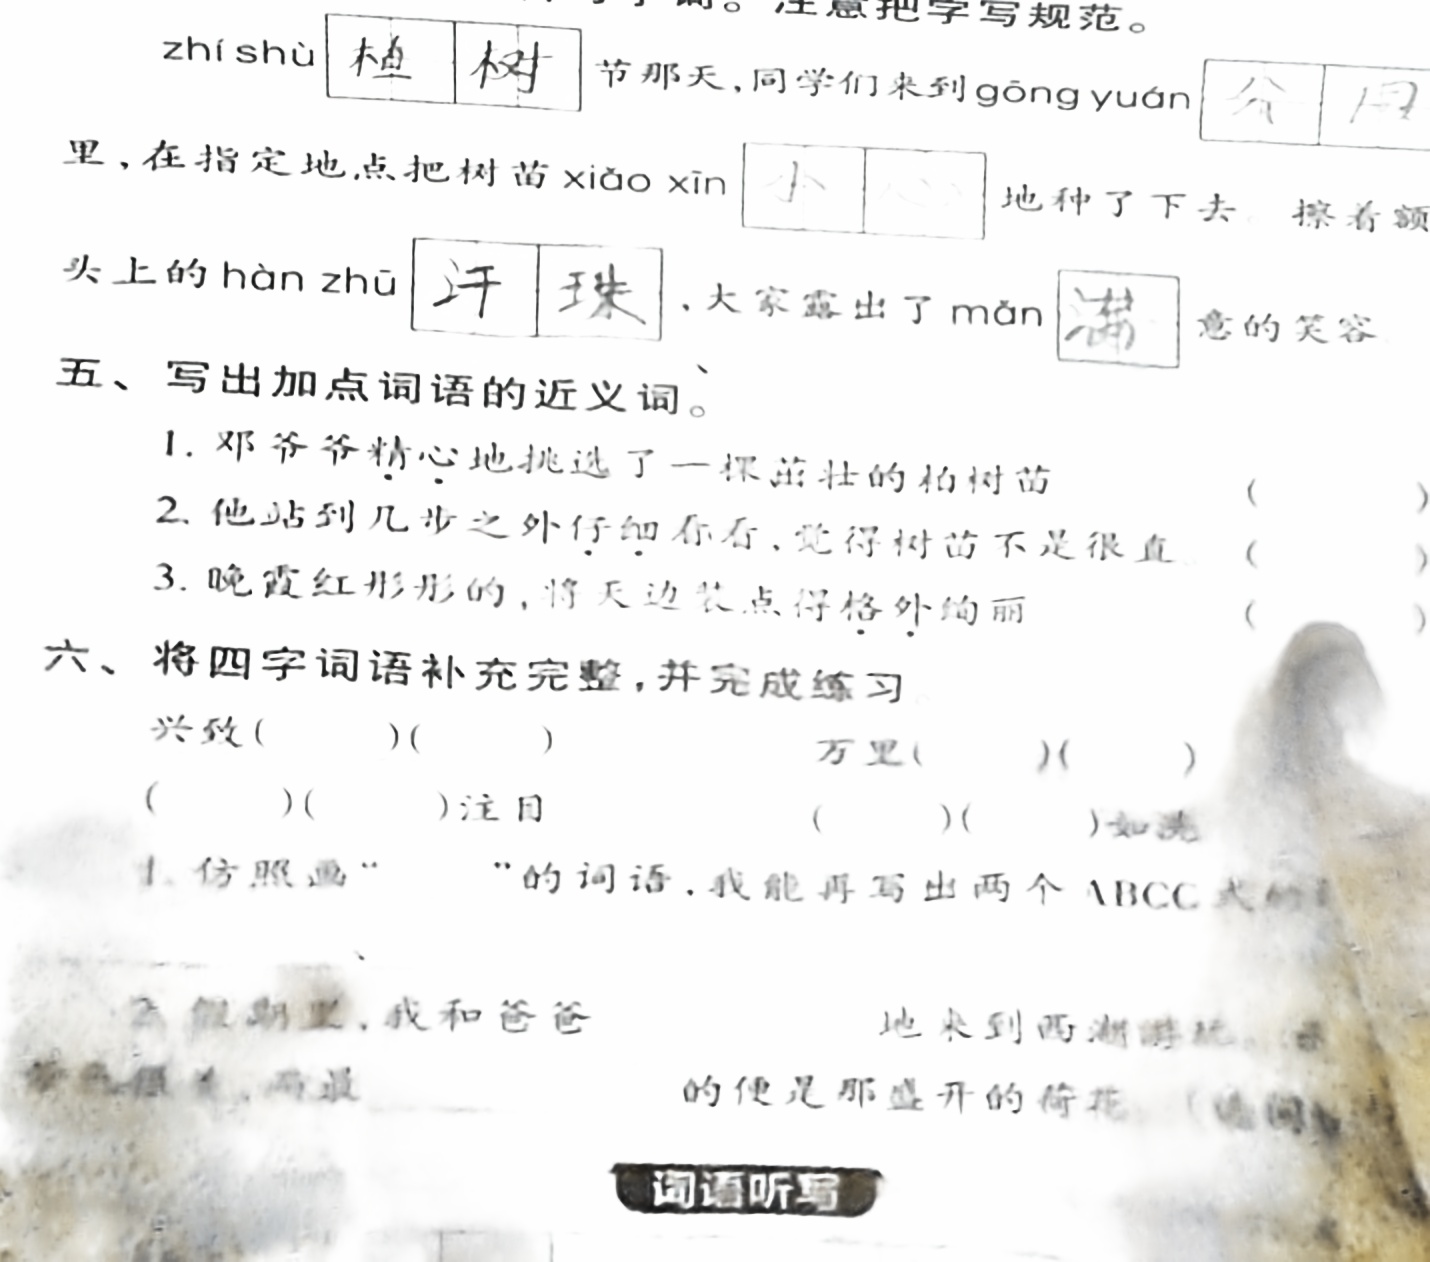 注意把字写规范。
zhí shù 植树 节那天,同学们来到 gōng yuán 公
里,在指定地点把树苗 xiǎo xīn 小心 地种了下去 擦着额
头上的 hàn zhū 汗珠 、大家露出了 mǎn 满 意的笑容
五、写出加点词语的近义词。
1. 邓爷爷精心地挑选了一棵茁壮的柏树苗 ( )
2. 他站到几步之外仔细看看、觉得树苗不是很直 ( )
3. 晚霞红彤彤的,将天边装点得格外绚丽 ( )
六、将四字词语补充完整,并完成练习
兴致( )( ) 万里( )( )
( )( )注目 ( )( )如洗
1. 仿照画“ ”的词语,我能再写出两个 ABCC 式的
2. 假期里,我和爸爸 地来到西湖游玩。
,而最 的便是那盛开的荷花
词语听写